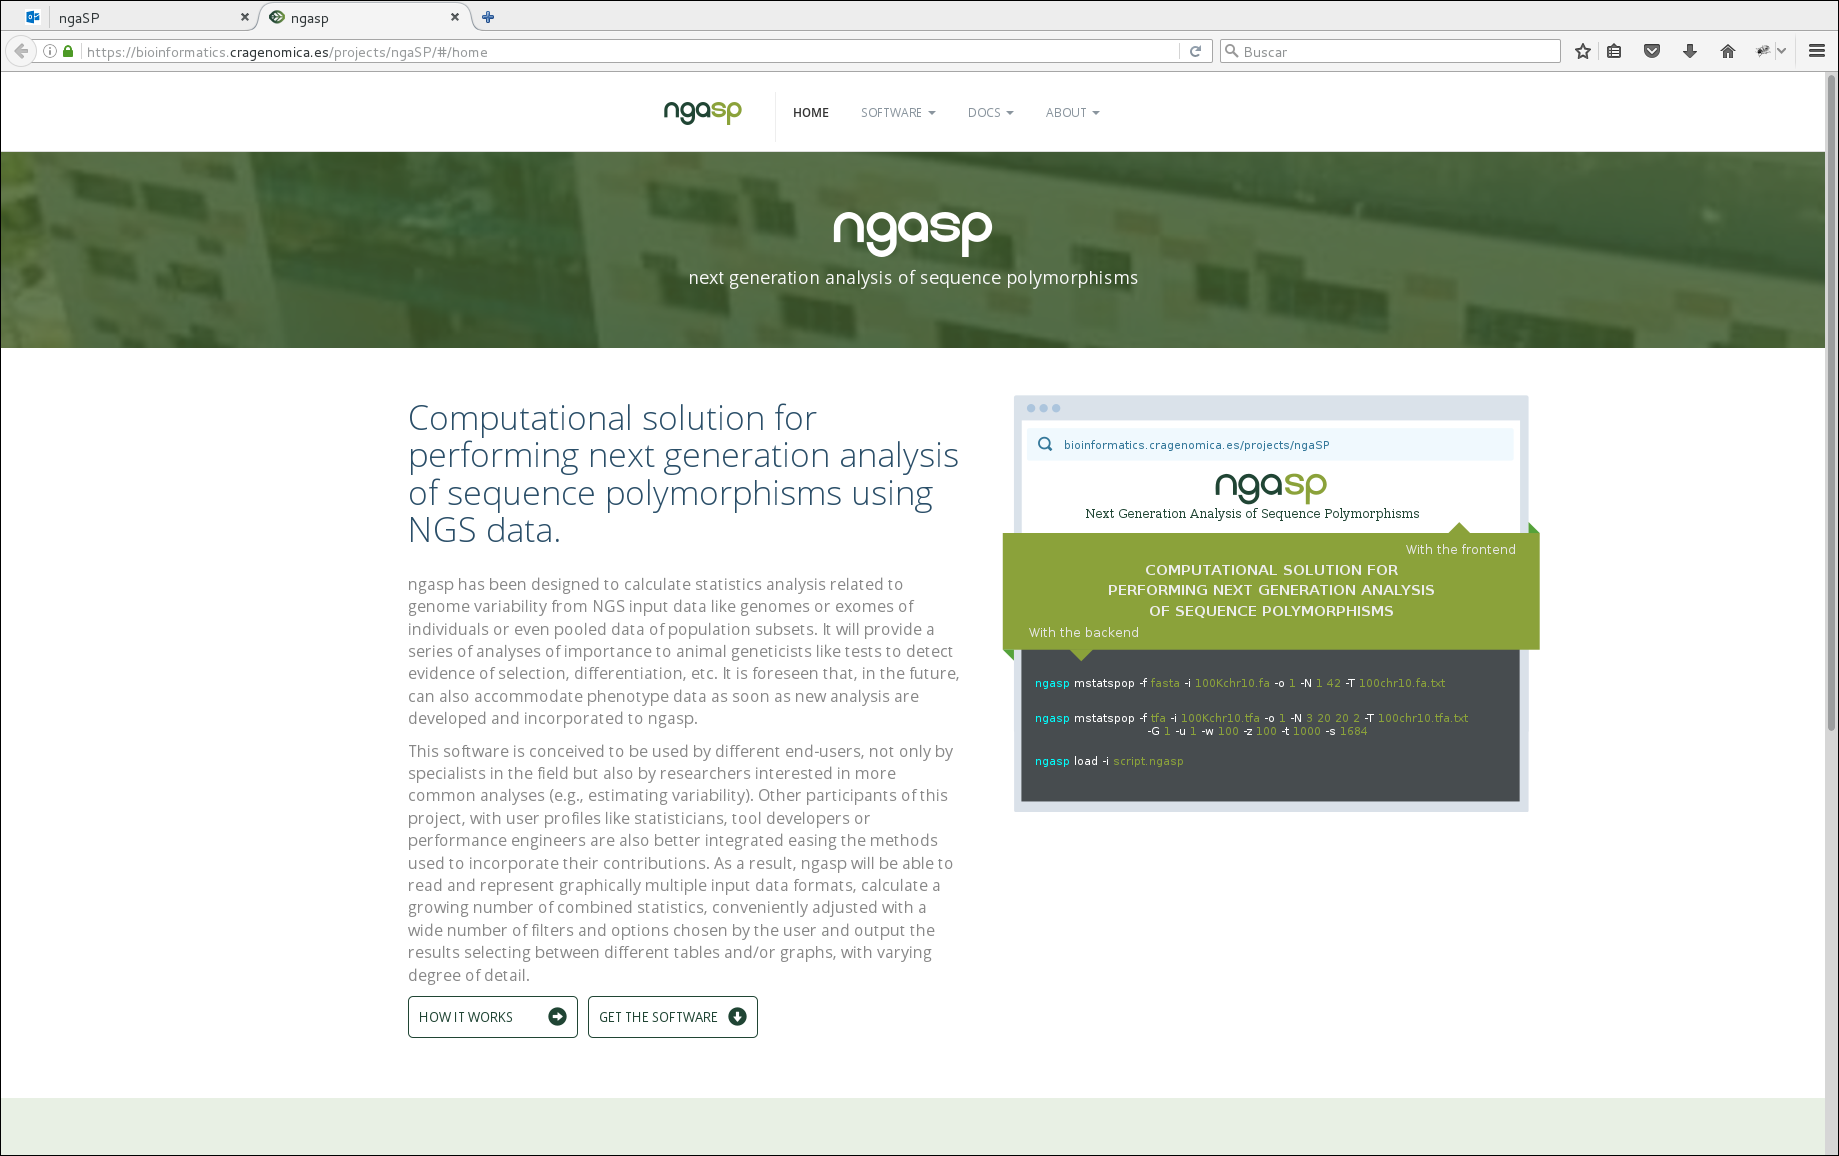 ngaSP
ngasp
https://bioinformatics.cragenomica.es/projects/ngaSP/#/home
Buscar
ngasp
HOME
SOFTWARE
DOCS
ABOUT
ngasp
next generation analysis of sequence polymorphisms
Computational solution for
performing next generation analysis
of sequence polymorphisms using
NGS data.
ngasp has been designed to calculate statistics analysis related to
genome variability from NGS input data like genomes or exomes of
individuals or even pooled data of population subsets. It will provide a
series of analyses of importance to animal geneticists like tests to detect
evidence of selection, differentiation, etc. It is foreseen that, in the future,
can also accommodate phenotype data as soon as new analysis are
developed and incorporated to ngasp.
This software is conceived to be used by different end-users, not only by
specialists in the field but also by researchers interested in more
common analyses (e.g., estimating variability). Other participants of this
project, with user profiles like statisticians, tool developers or
performance engineers are also better integrated easing the methods
used to incorporate their contributions. As a result, ngasp will be able to
read and represent graphically multiple input data formats, calculate a
growing number of combined statistics, conveniently adjusted with a
wide number of filters and options chosen by the user and output the
results selecting between different tables and/or graphs, with varying
degree of detail.
HOW IT WORKS
GET THE SOFTWARE
bioinformatics.cragenomica.es/projects/ngaSP
ngasp
Next Generation Analysis of Sequence Polymorphisms
With the frontend
COMPUTATIONAL SOLUTION FOR
PERFORMING NEXT GENERATION ANALYSIS
OF SEQUENCE POLYMORPHISMS
With the backend
ngasp mstatspop -f fasta -i 100Kchr10.fa -o 1 -N 1 42 -T 100chr10.fa.txt
ngasp mstatspop -f tfa -i 100Kchr10.tfa -o 1 -N 3 20 20 2 -T 100chr10.tfa.txt
-G 1 -u 1 -w 100 -z 100 -t 1000 -s 1684
ngasp load -i script.ngasp